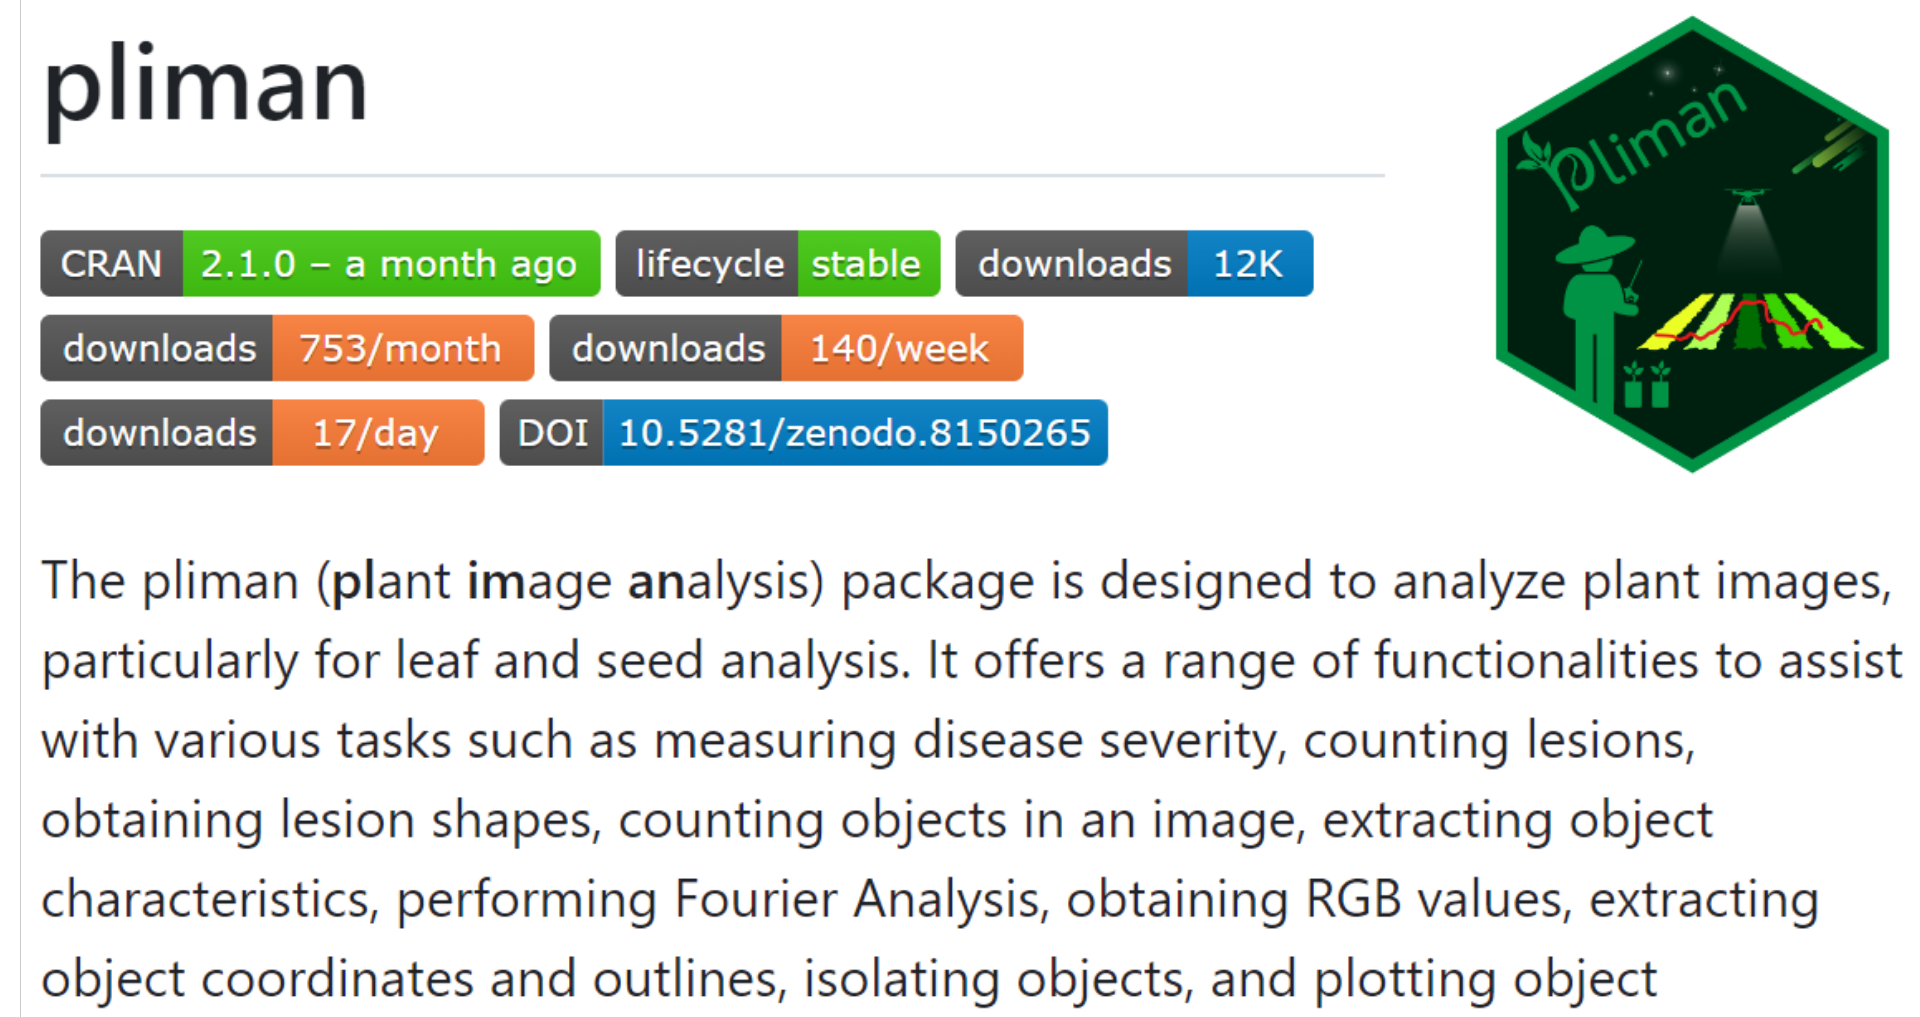 pliman
pliman
CRAN 2.1.0 – a month ago lifecycle stable downloads 12K
downloads 753/month downloads 140/week
downloads 17/day DOI 10.5281/zenodo.8150265
The pliman (plant image analysis) package is designed to analyze plant images,
particularly for leaf and seed analysis. It offers a range of functionalities to assist
with various tasks such as measuring disease severity, counting lesions,
obtaining lesion shapes, counting objects in an image, extracting object
characteristics, performing Fourier Analysis, obtaining RGB values, extracting
object coordinates and outlines, isolating objects, and plotting object